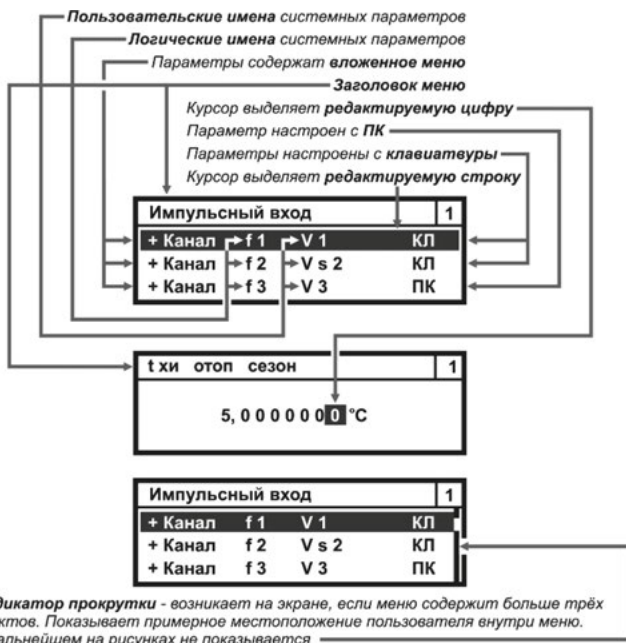 Пользовательские имена системных параметров
Логические имена системных параметров
Параметры содержат вложенное меню
Заголовок меню
Курсор выделяет редактируемую цифру
Параметр настроен с ПК
Параметры настроены с клавиатвуры
Курсор выделяет редактируемую строку
Импульсный вход 1
+ Канал f 1 V 1 КЛ
+ Канал f 2 V s 2 КЛ
+ Канал f 3 V 3 ПК
t хи отоп сезон 1
5, 0 0 0 0 0 0 0 °C
Импульсный вход 1
+ Канал f 1 V 1 КЛ
+ Канал f 2 V s 2 КЛ
+ Канал f 3 V 3 ПК
дикатор прокрутки - возникает на экране, если меню содержит больше трёх
ктов. Показывает примерное местоположение пользователя внутри меню.
альнейшем на рисунках не показывается